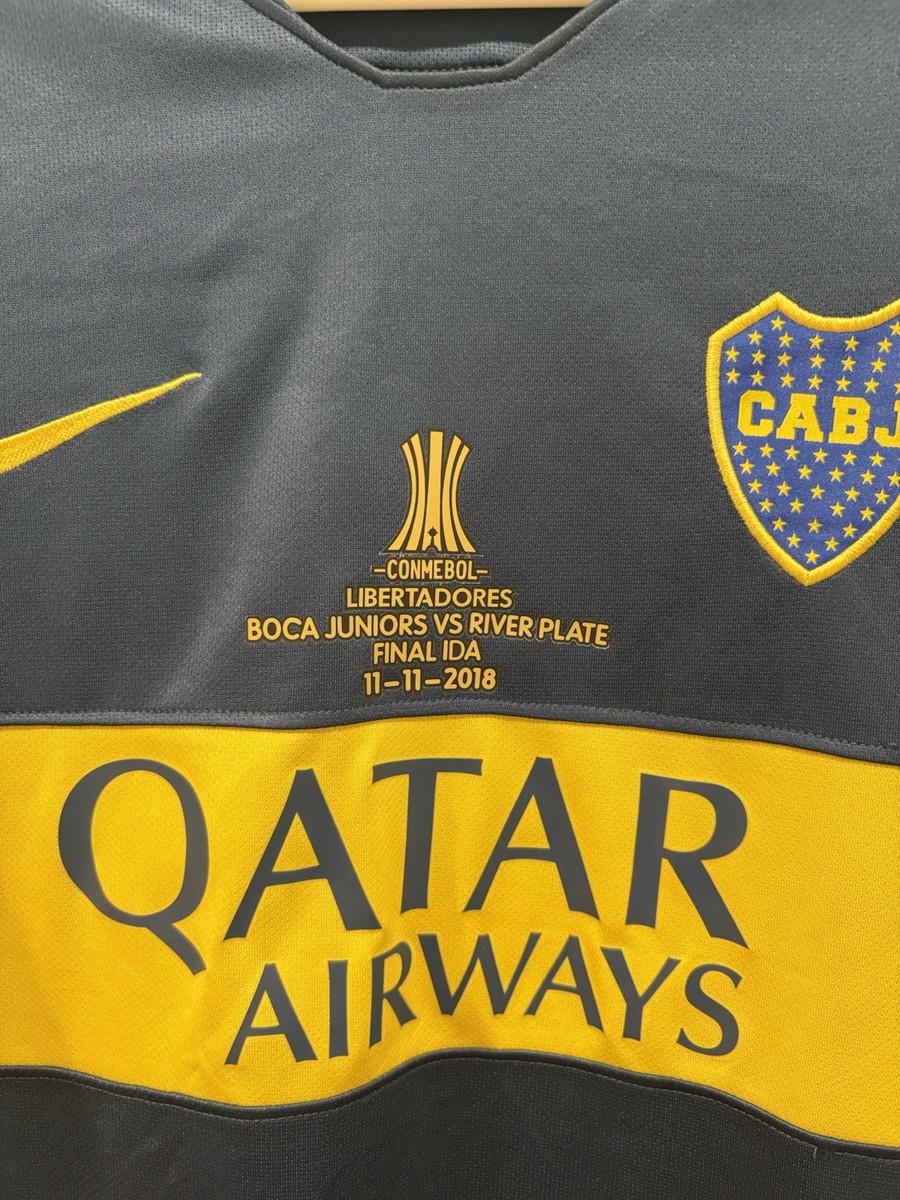 CABJ
-CONMEBOL-
LIBERTADORES
BOCA JUNIORS VS RIVER PLATE
FINAL IDA
11-11-2018
QATAR
AIRWAYS